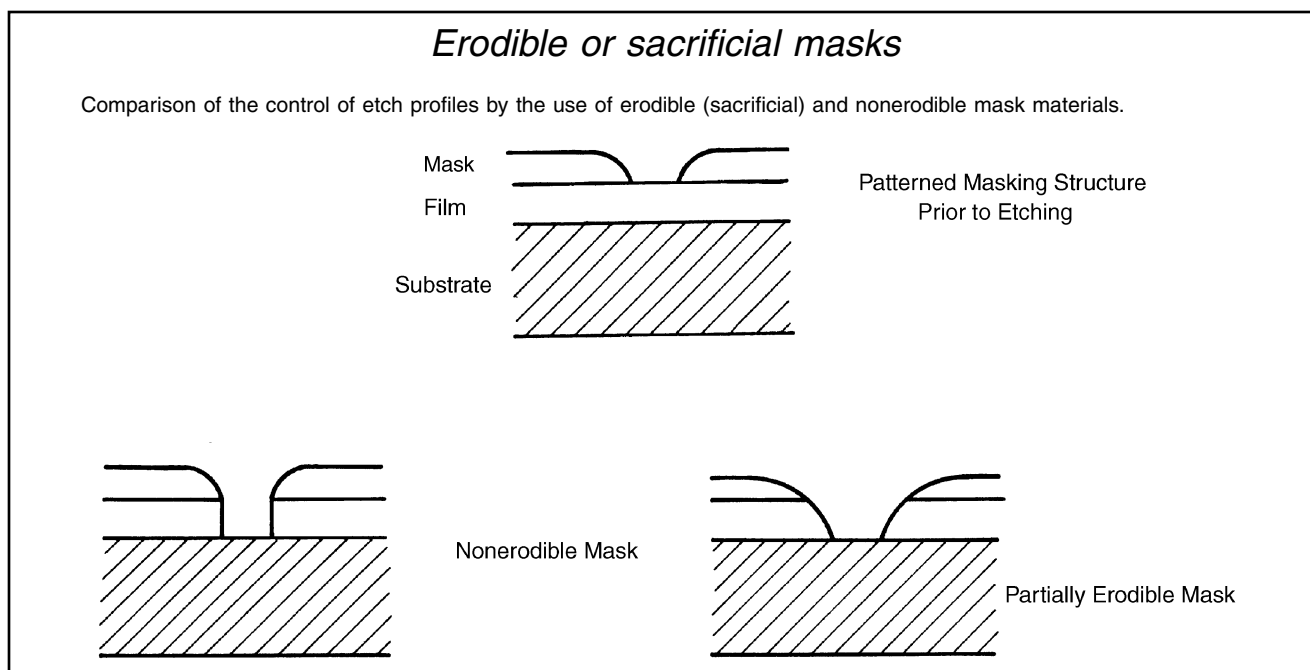 Erodible or sacrificial masks
Comparison of the control of etch profiles by the use of erodible (sacrificial) and nonerodible mask materials.
Mask
Film
Substrate
Patterned Masking Structure
Prior to Etching
Nonerodible Mask
Partially Erodible Mask